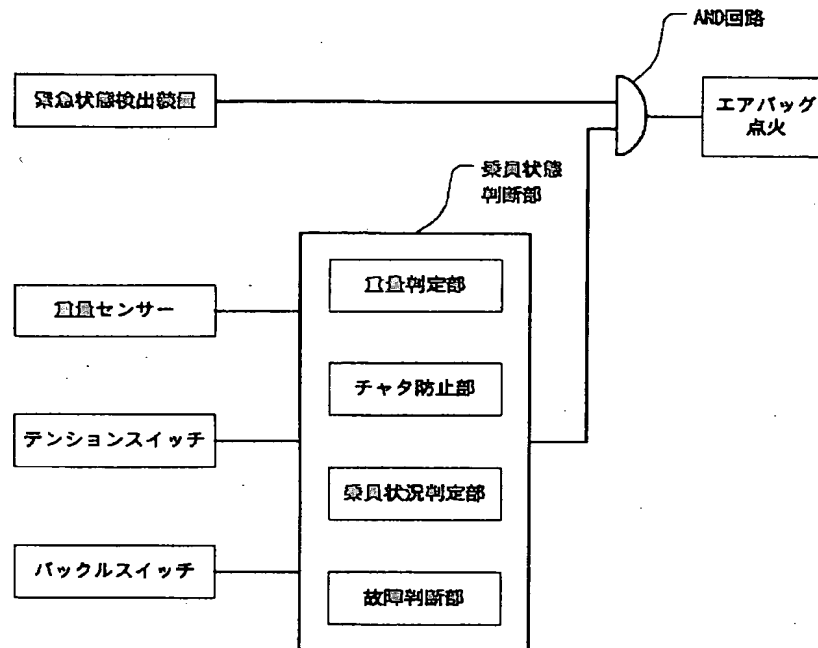 AND回路
緊急状態検出装置
エアバッグ
点火
乗員状態
判断部
重量判定部
重量センサー
チャタ防止部
テンションスイッチ
乗員状況判定部
バックルスイッチ
故障判断部